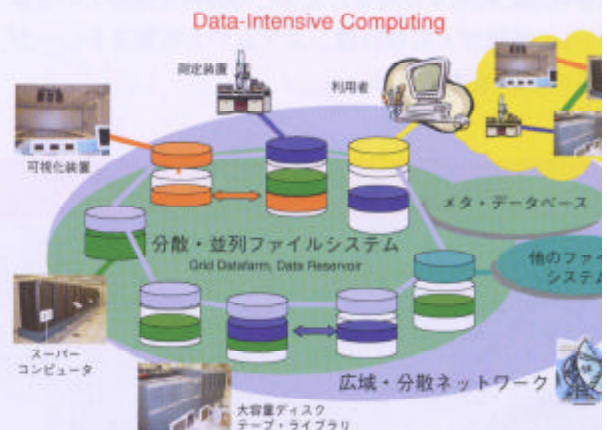 Data-Intensive Computing
測定装置
利用者
可視化装置
メタ・データベース
分散・並列ファイルシステム
Grid Datafarm, Data Reservoir
他のファイ
システム
スーパー
コンピュータ
広域・分散ネットワーク
大容量ディスク
テープ・ライブラリ